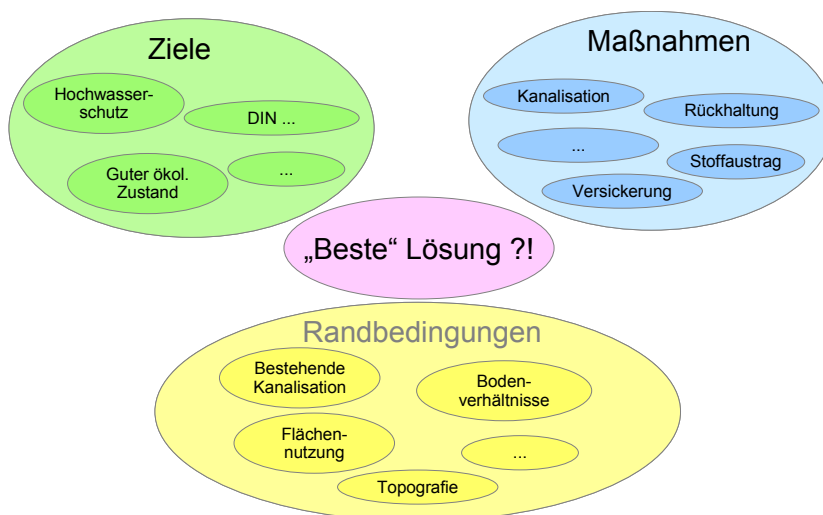 Ziele
Hochwasser-
schutz
DIN ...
Guter ökol.
Zustand
...
Maßnahmen
Kanalisation
Rückhaltung
...
Stoffaustrag
Versickerung
„Beste“ Lösung ?!
Randbedingungen
Bestehende
Kanalisation
Boden-
verhältnisse
Flächen-
nutzung
...
Topografie